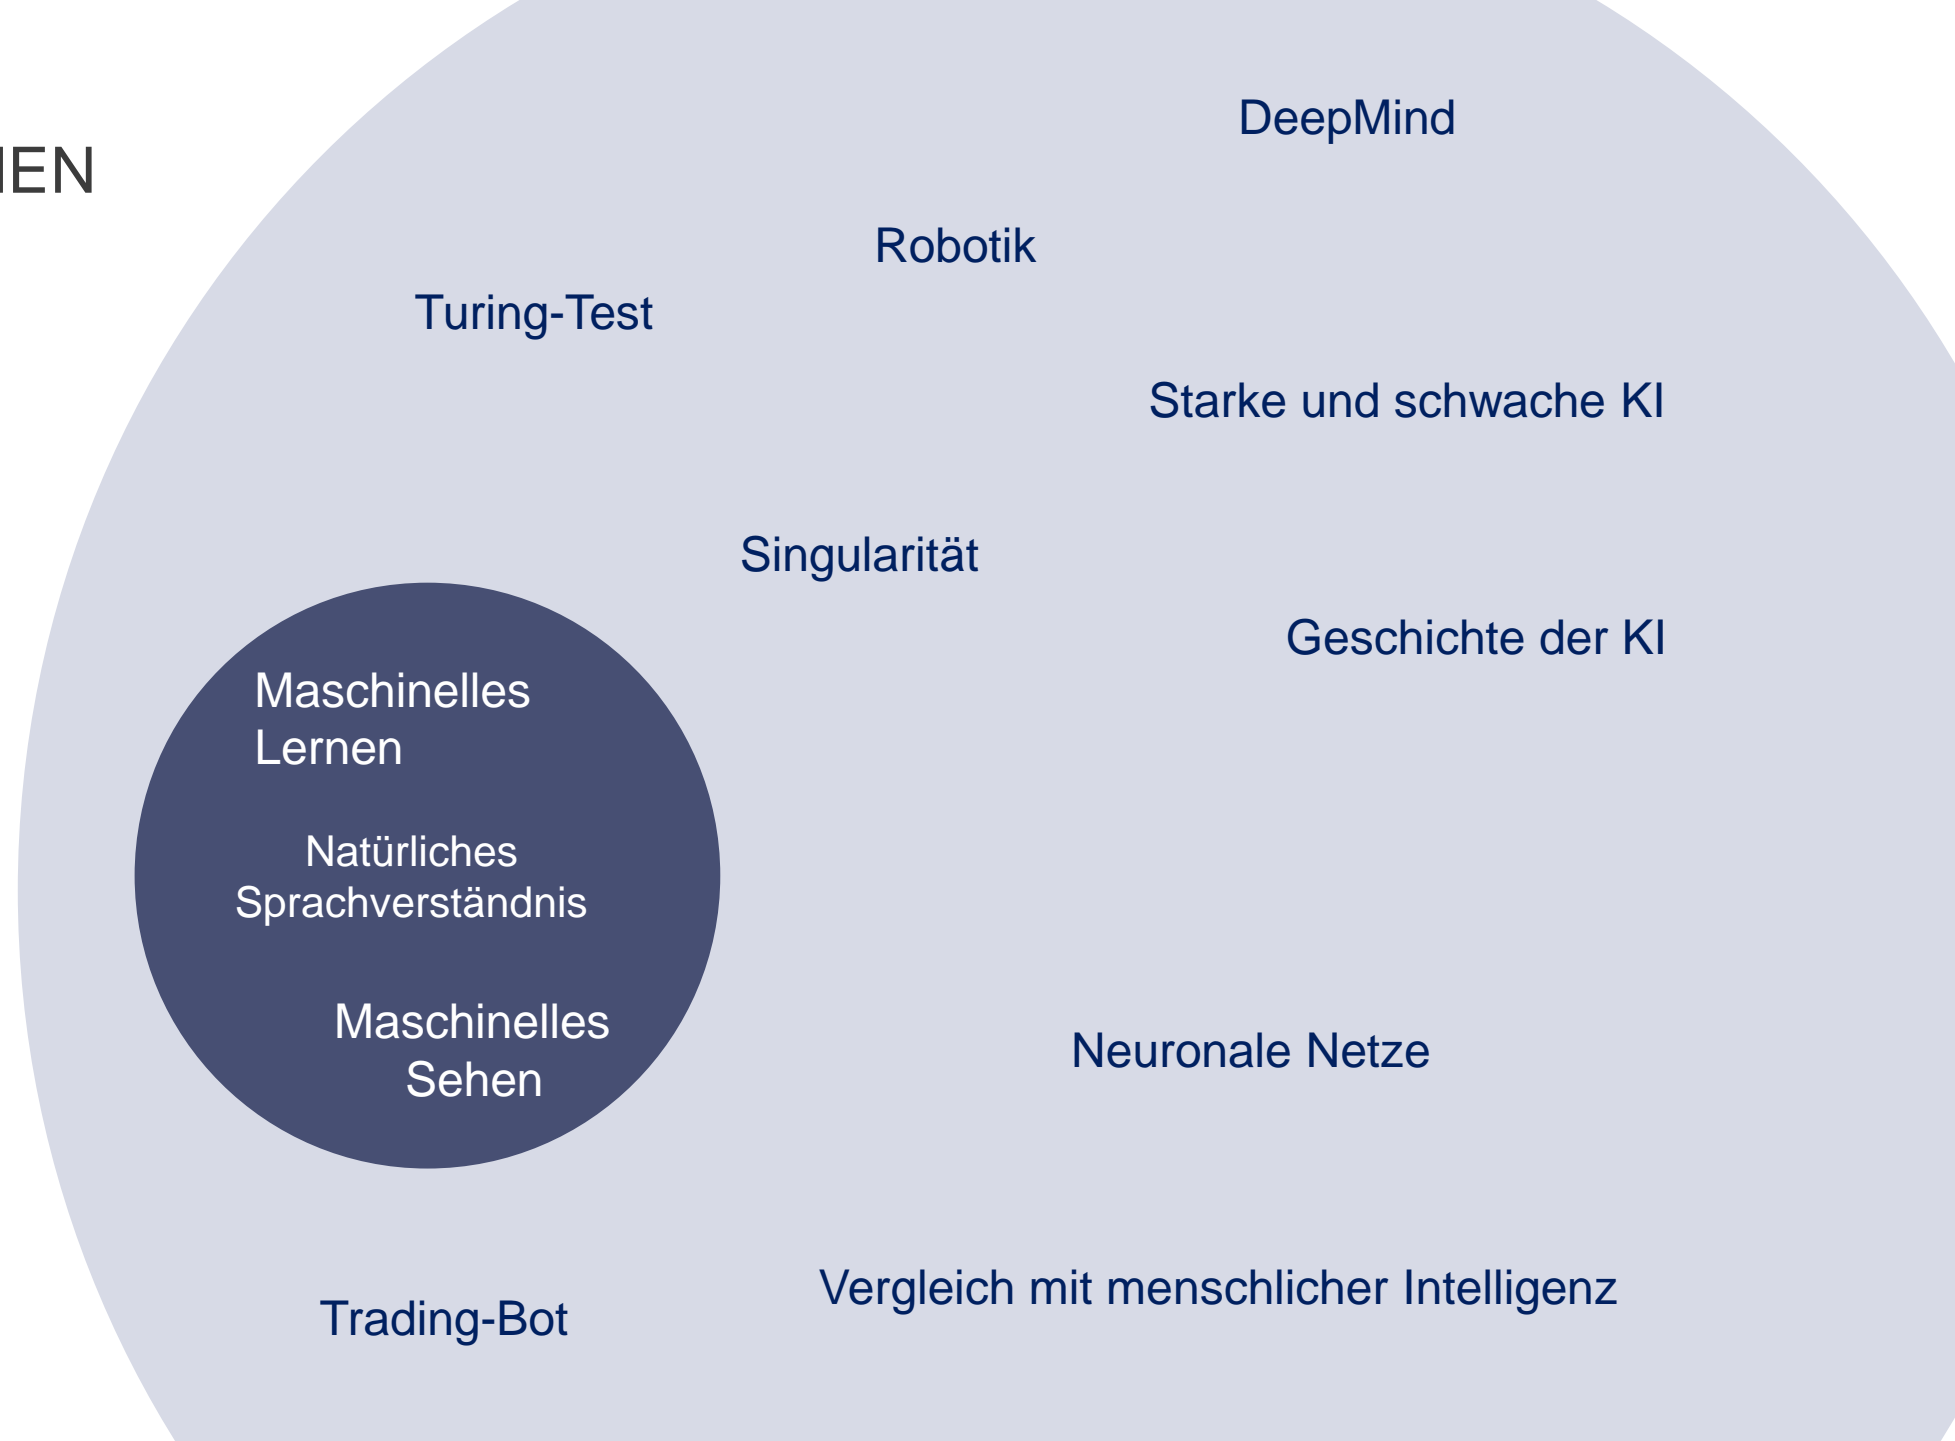 DeepMind
Robotik
Turing-Test
Starke und schwache KI
Singularität
Geschichte der KI
Maschinelles
Lernen
Natürliches
Sprachverständnis
Maschinelles
Sehen
Neuronale Netze
Vergleich mit menschlicher Intelligenz
Trading-Bot